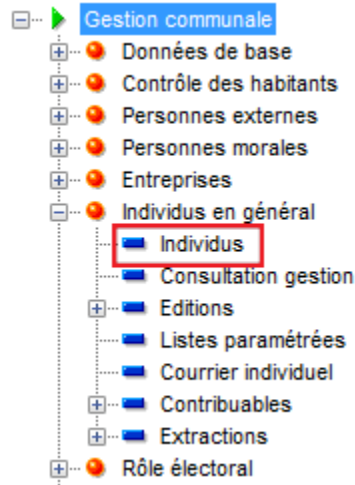 Gestion communale
Données de base
Contrôle des habitants
Personnes externes
Personnes morales
Entreprises
Individus en général
Individus
Consultation gestion
Editions
Listes paramétrées
Courrier individuel
Contribuables
Extractions
Rôle électoral